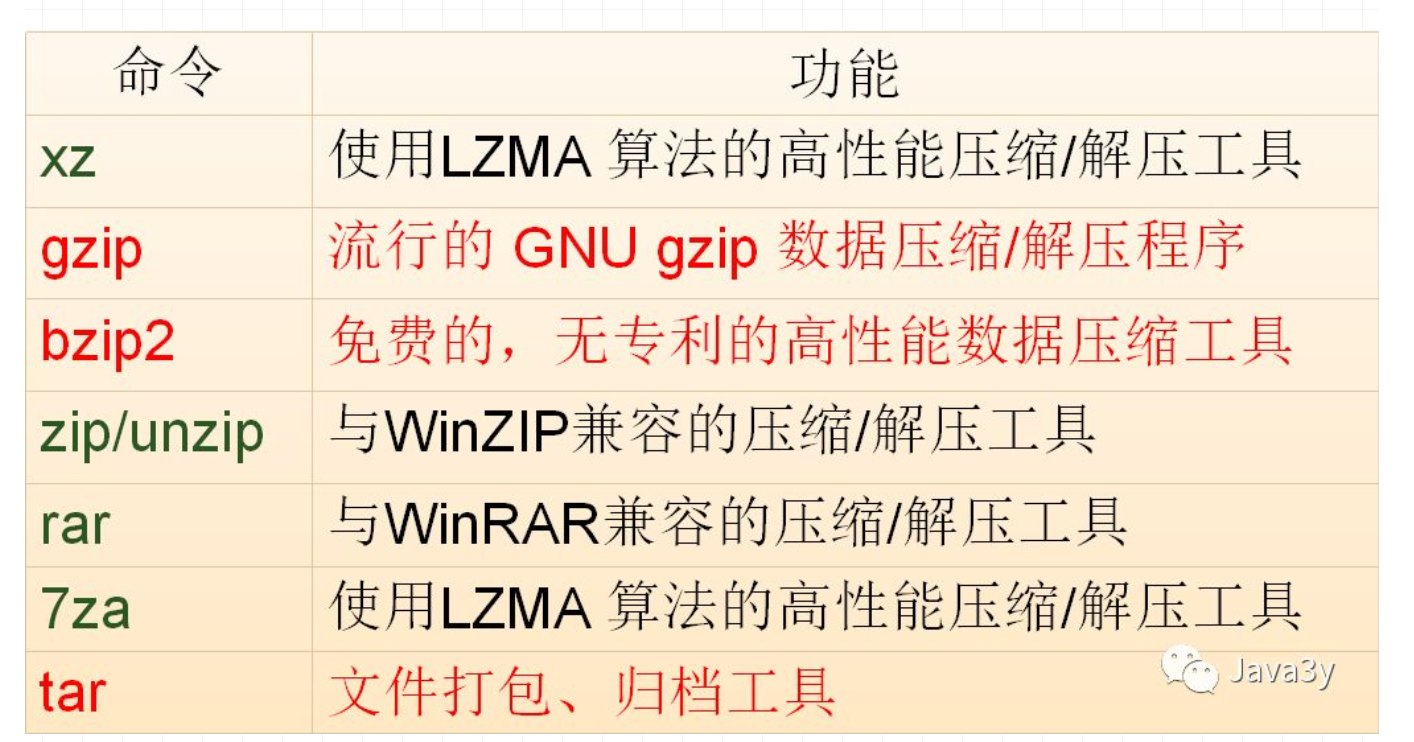 命令 功能
xz 使用LZMA 算法的高性能压缩/解压工具
gzip 流行的 GNU gzip 数据压缩/解压程序
bzip2 免费的，无专利的高性能数据压缩工具
zip/unzip 与WinZIP兼容的压缩/解压工具
rar 与WinRAR兼容的压缩/解压工具
7za 使用LZMA 算法的高性能压缩/解压工具
tar 文件打包、归档工具
Java3y